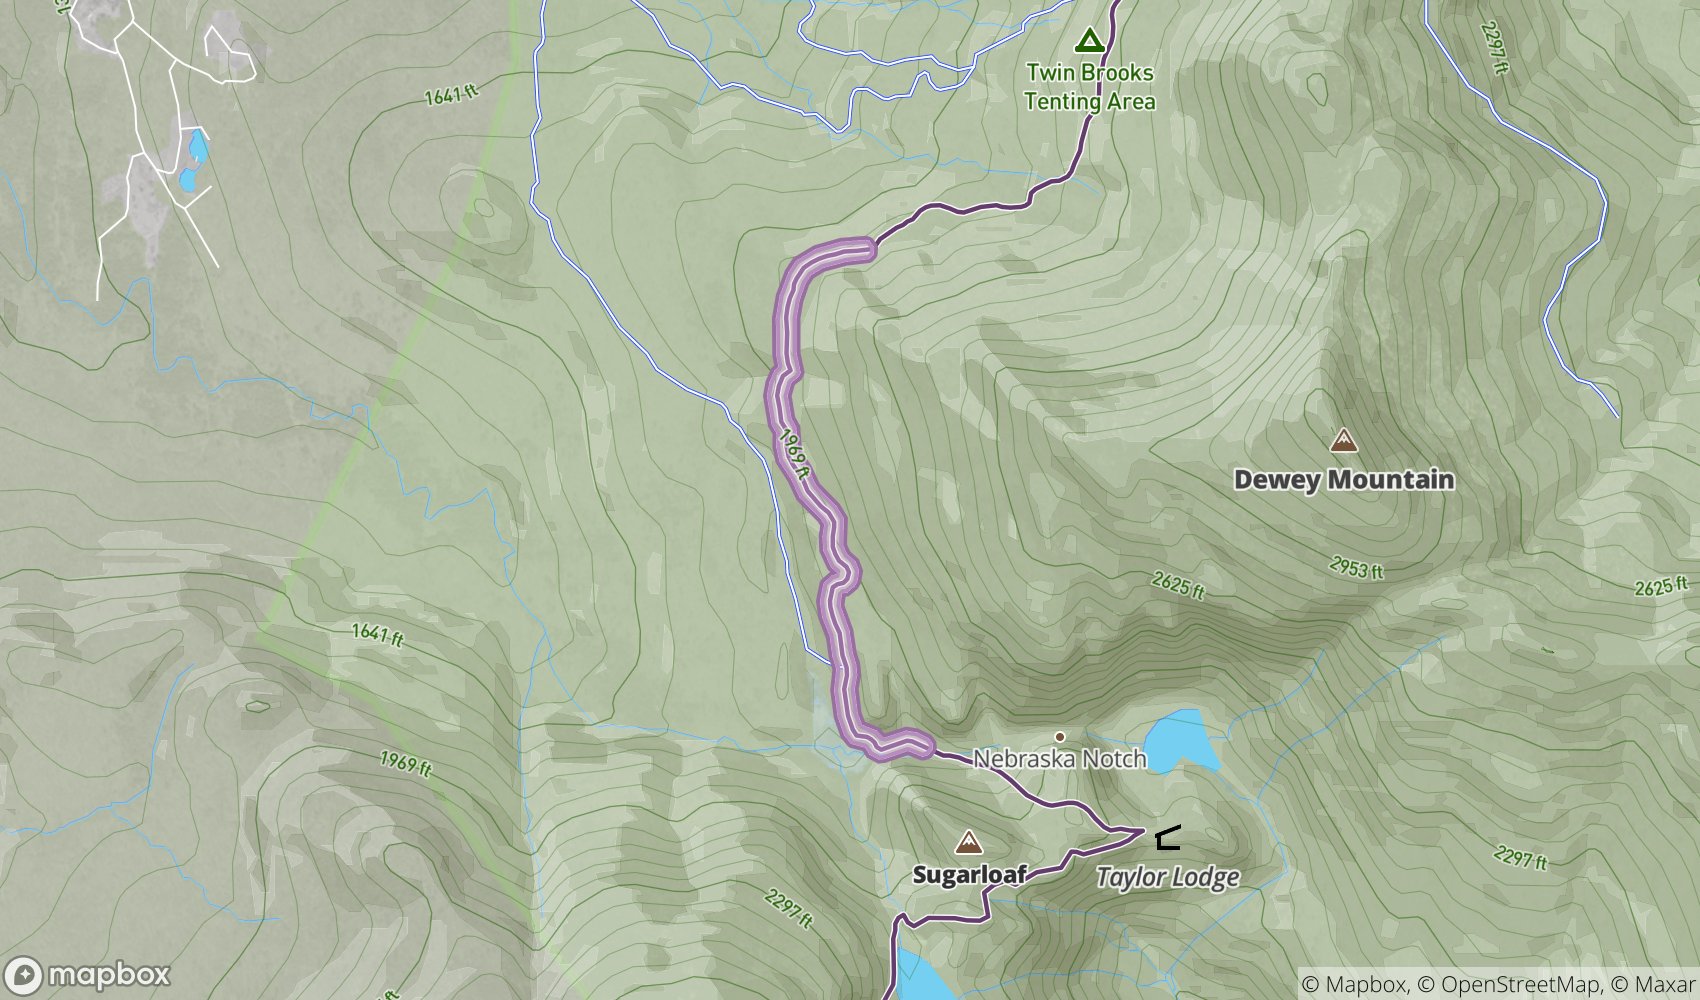 2297 ft
1641 ft
Twin Brooks
Tenting Area
1969 ft
Dewey Mountain
2953 ft
2625 ft
2625 ft
1641 ft
Nebraska Notch
1969 ft
Sugarloaf
Taylor Lodge
2297 ft
2297 ft
mapbox
© Mapbox, © OpenStreetMap, © Maxar